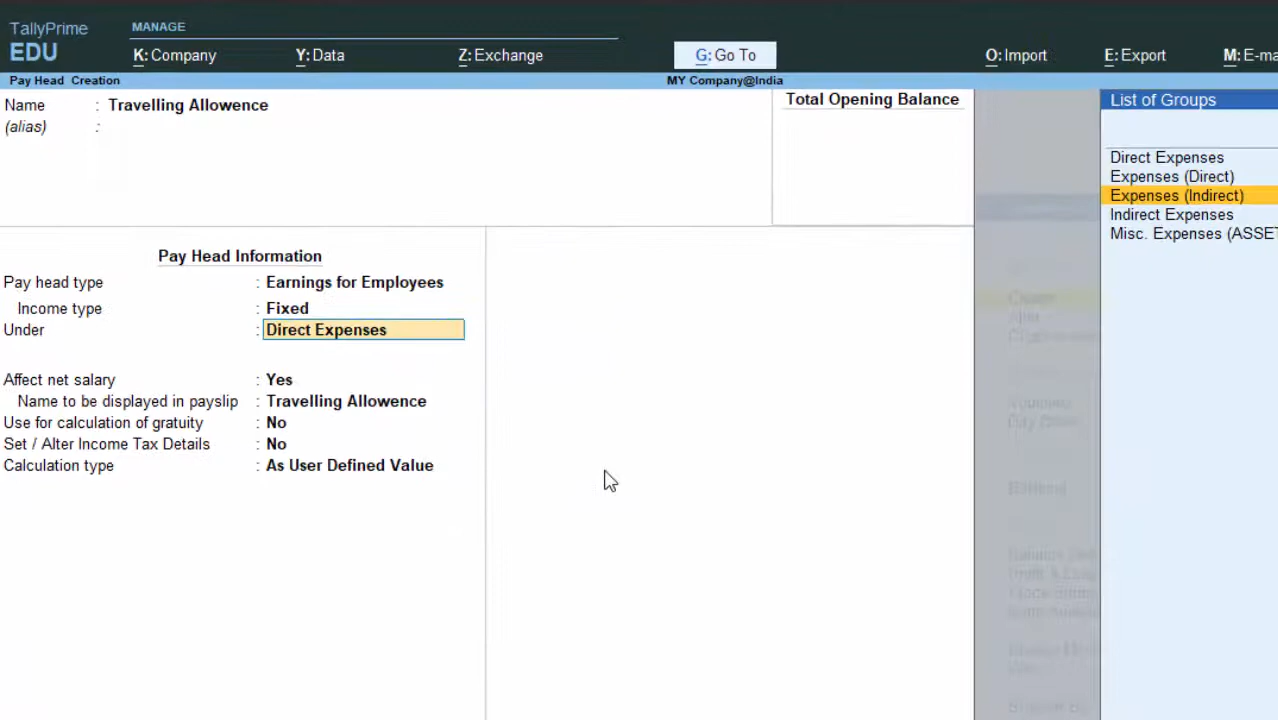 TallyPrime
EDU
MANAGE
K: Company
Y: Data
Z: Exchange
G: Go To
O: Import
E: Export
M: E-ma
Pay Head Creation
MY Company@India
Name : Travelling Allowence
(alias) :
Total Opening Balance
List of Groups
Direct Expenses
Expenses (Direct)
Expenses (Indirect)
Indirect Expenses
Misc. Expenses (ASSET
Pay Head Information
Pay head type : Earnings for Employees
Income type : Fixed
Under : Direct Expenses
Affect net salary : Yes
Name to be displayed in payslip : Travelling Allowence
Use for calculation of gratuity : No
Set / Alter Income Tax Details : No
Calculation type : As User Defined Value